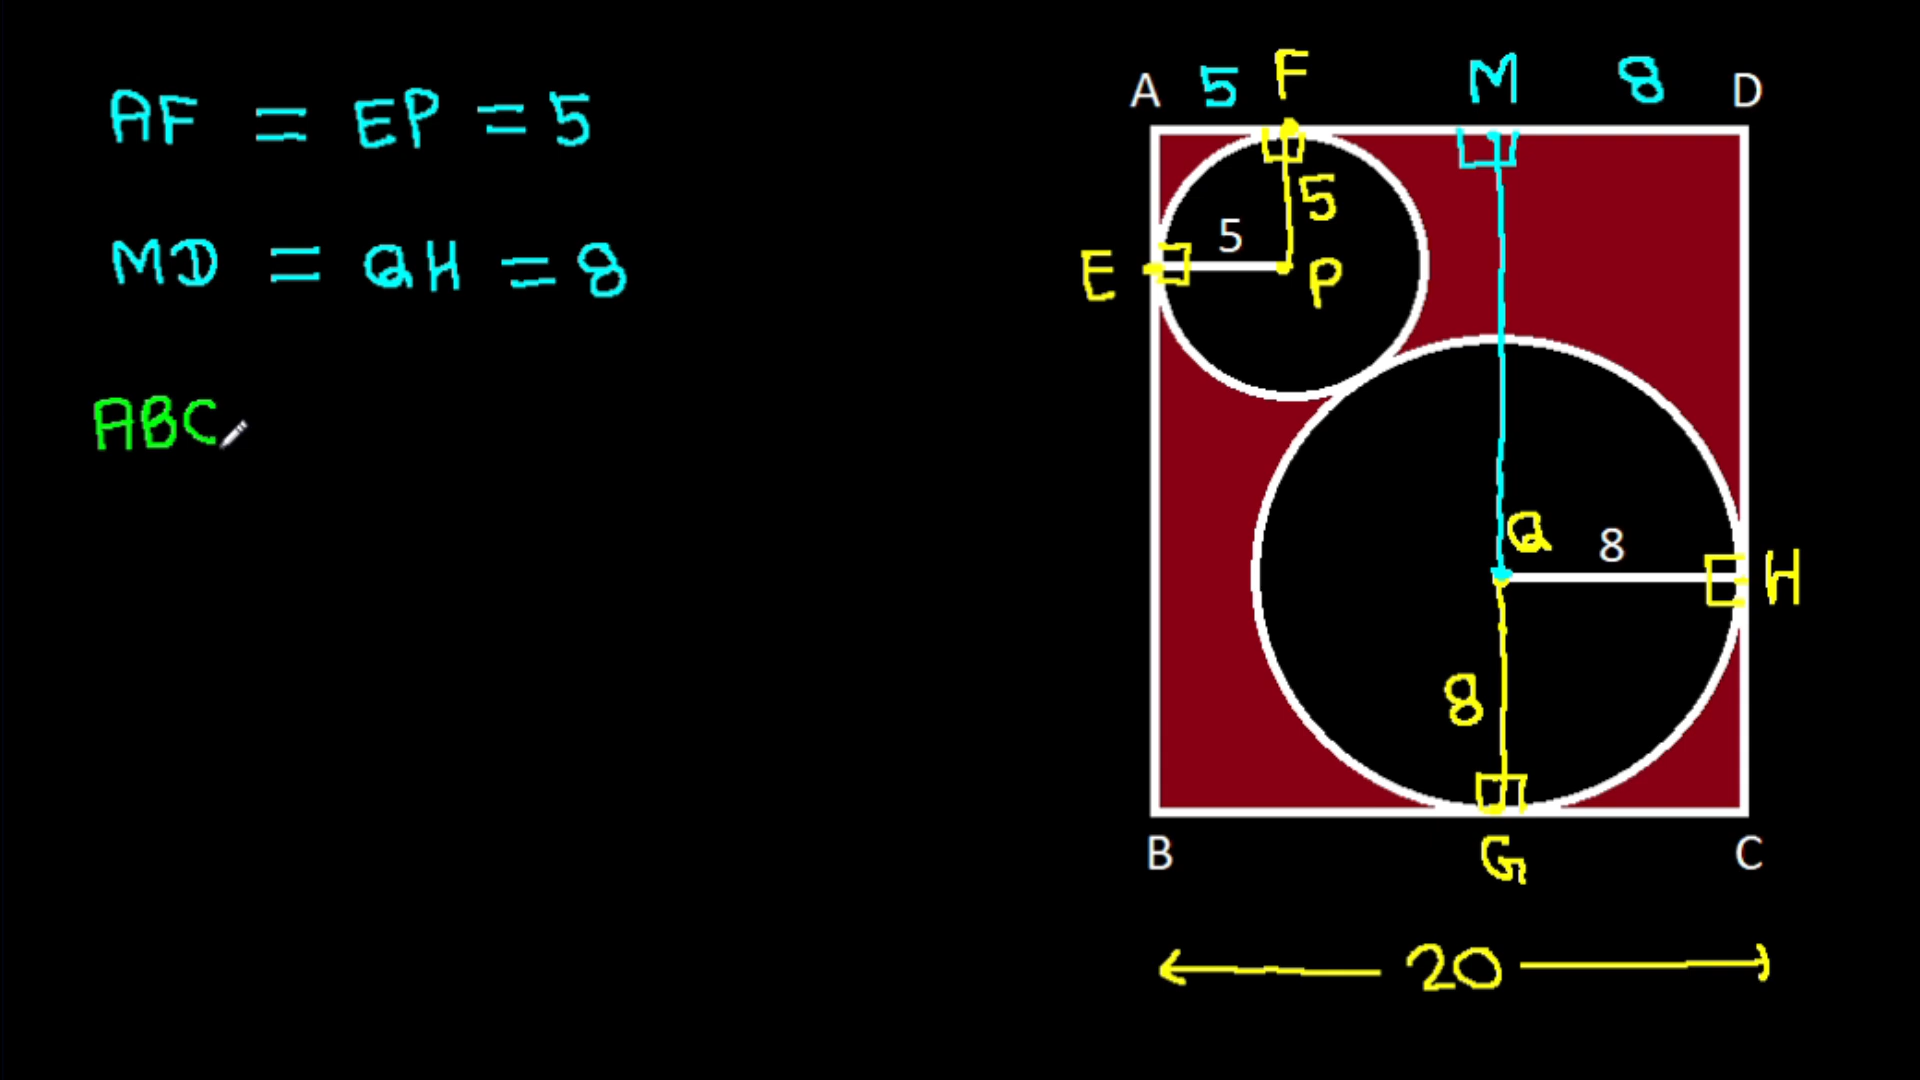 AF = EP = 5
MD = QH = 8
ABC
A 5 F M 8 D
5
5
E P
Q 8 H
8
B G C
20